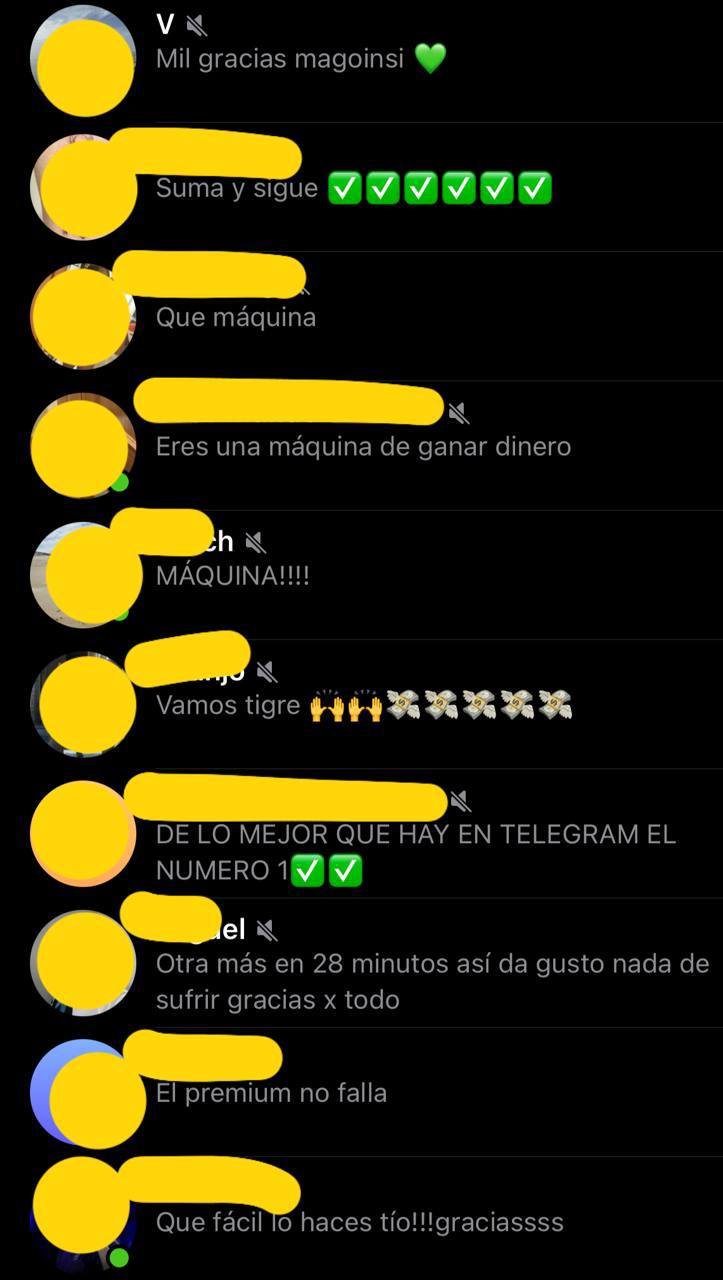 V
Mil gracias magoinsi 💚
Suma y sigue ✅✅✅✅✅✅
Que máquina
Eres una máquina de ganar dinero
MÁQUINA!!!!
Vamos tigre 🙌🙌💸💸💸💸💸
DE LO MEJOR QUE HAY EN TELEGRAM EL
NUMERO 1✅✅
Otra más en 28 minutos así da gusto nada de
sufrir gracias x todo
El premium no falla
Que fácil lo haces tío!!!graciassss